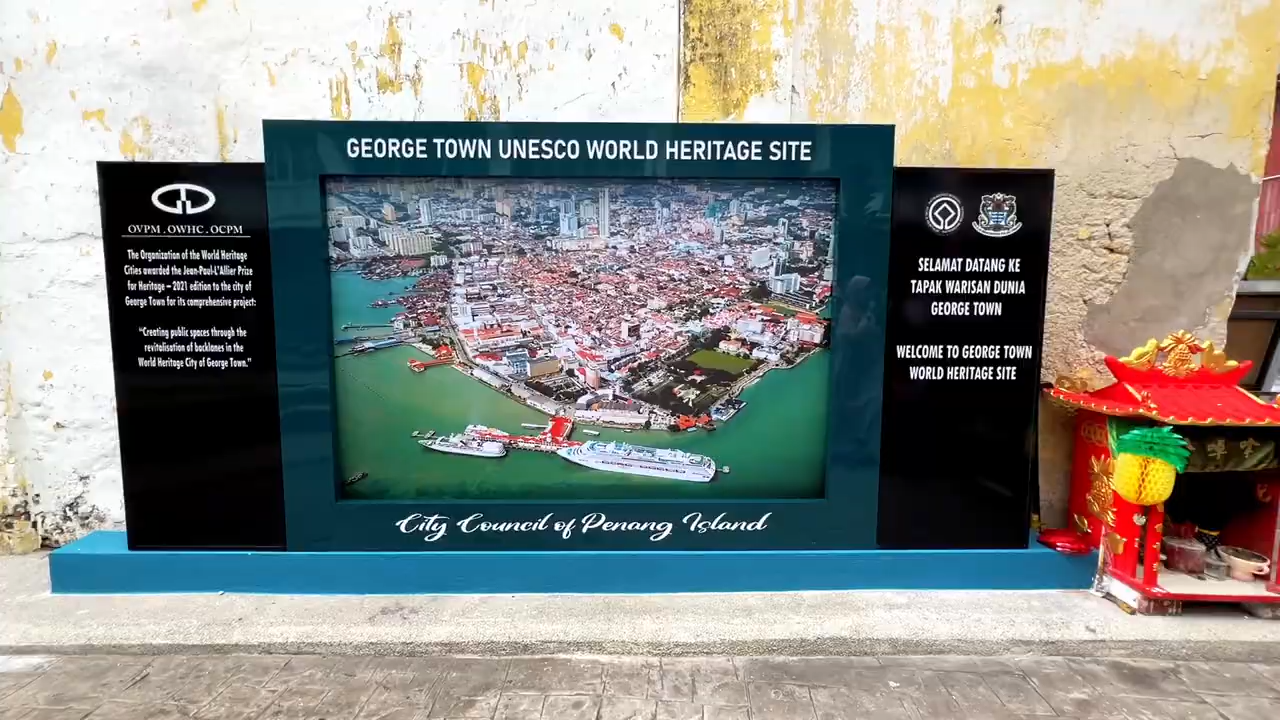 GEORGE TOWN UNESCO WORLD HERITAGE SITE
OVPM . OWHC . OCPM
The Organization of the World Heritage
Cities awarded the Jean-Paul-L'Allier Prize
for Heritage – 2021 edition to the city of
George Town for its comprehensive project:
"Creating public spaces through the
revitalisation of backlanes in the
World Heritage City of George Town."
SELAMAT DATANG KE
TAPAK WARISAN DUNIA
GEORGE TOWN
WELCOME TO GEORGE TOWN
WORLD HERITAGE SITE
City Council of Penang Island